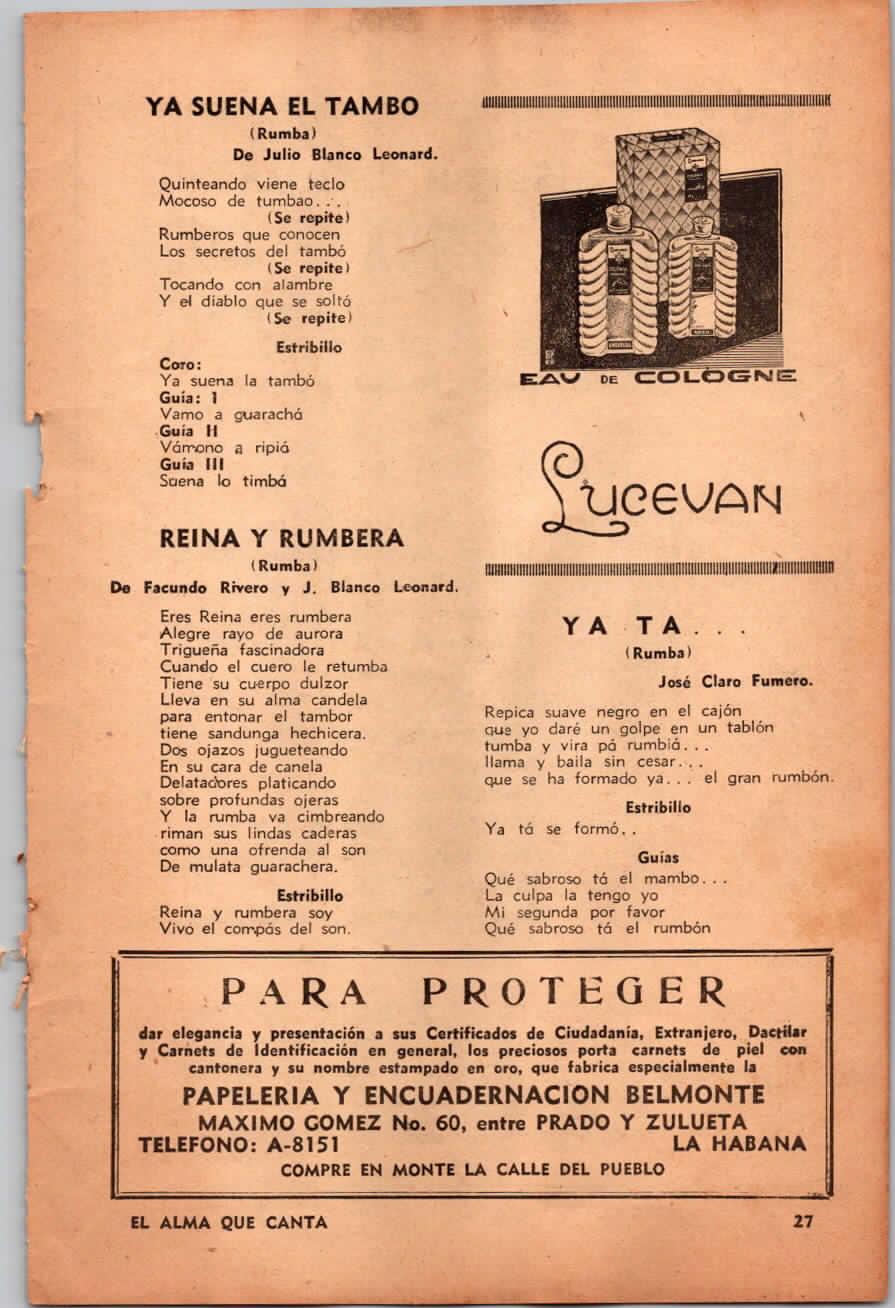 YA SUENA EL TAMBO
(Rumba)
De Julio Blanco Leonard.
Quinteando viene teclo
Mocoso de tumbao...
(Se repite)
Rumberos que conocen
Los secretos del tambó
(Se repite)
Tocando con alambre
Y el diablo que se soltó
(Se repite)
Estribillo
Coro:
Ya suena la tambó
Guía: I
Vamo a guarachá
Guía II
Vámono a ripiá
Guía III
Suena lo timbá
REINA Y RUMBERA
(Rumba)
De Facundo Rivero y J. Blanco Leonard.
Eres Reina eres rumbera
Alegre rayo de aurora
Trigueña fascinadora
Cuando el cuero le retumba
Tiene su cuerpo dulzor
Lleva en su alma candela
para entonar el tambor
tiene sandunga hechicera.
Dos ojazos jugueteando
En su cara de canela
Delatadores platicando
sobre profundas ojeras
Y la rumba va cimbreando
riman sus lindas caderas
como una ofrenda al son
De mulata guarachera.
Estribillo
Reina y rumbera soy
Vivo el compás del son.
EAU DE COLOGNE
Lucevan
YA TA...
(Rumba)
José Claro Fumero.
Repica suave negro en el cajón
que yo daré un golpe en un tablón
tumba y vira pá rumbiá...
llama y baila sin cesar...
que se ha formado ya... el gran rumbón.
Estribillo
Ya tá se formó..
Guías
Qué sabroso tá el mambo...
La culpa la tengo yo
Mi segunda por favor
Qué sabroso tá el rumbón
PARA PROTEGER
dar elegancia y presentación a sus Certificados de Ciudadanía, Extranjero, Dactilar
y Carnets de Identificación en general, los preciosos porta carnets de piel con
cantonera y su nombre estampado en oro, que fabrica especialmente la
PAPELERIA Y ENCUADERNACION BELMONTE
MAXIMO GOMEZ No. 60, entre PRADO Y ZULUETA
TELEFONO: A-8151 LA HABANA
COMPRE EN MONTE LA CALLE DEL PUEBLO
EL ALMA QUE CANTA 27